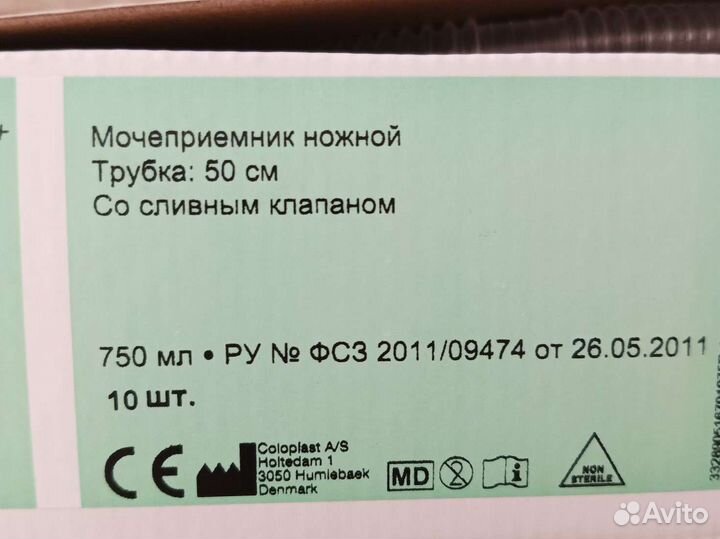 Мочеприемник ножной
Трубка: 50 см
Со сливным клапаном
750 мл • РУ № ФСЗ 2011/09474 от 26.05.2011
10 шт.
CE
Coloplast A/S
Holtedam 1
3050 Humlebaek
Denmark
MD
2
i
NON
STERILE
Avito